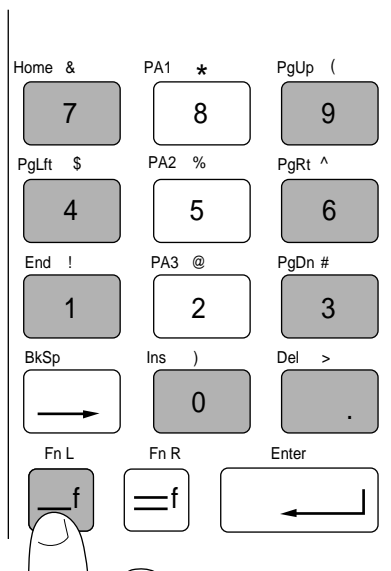 Home & PA1 * PgUp (
7 8 9
PgLft $ PA2 % PgRt ^
4 5 6
End ! PA3 @ PgDn #
1 2 3
BkSp Ins ) Del >
0 .
Fn L Fn R Enter
f f